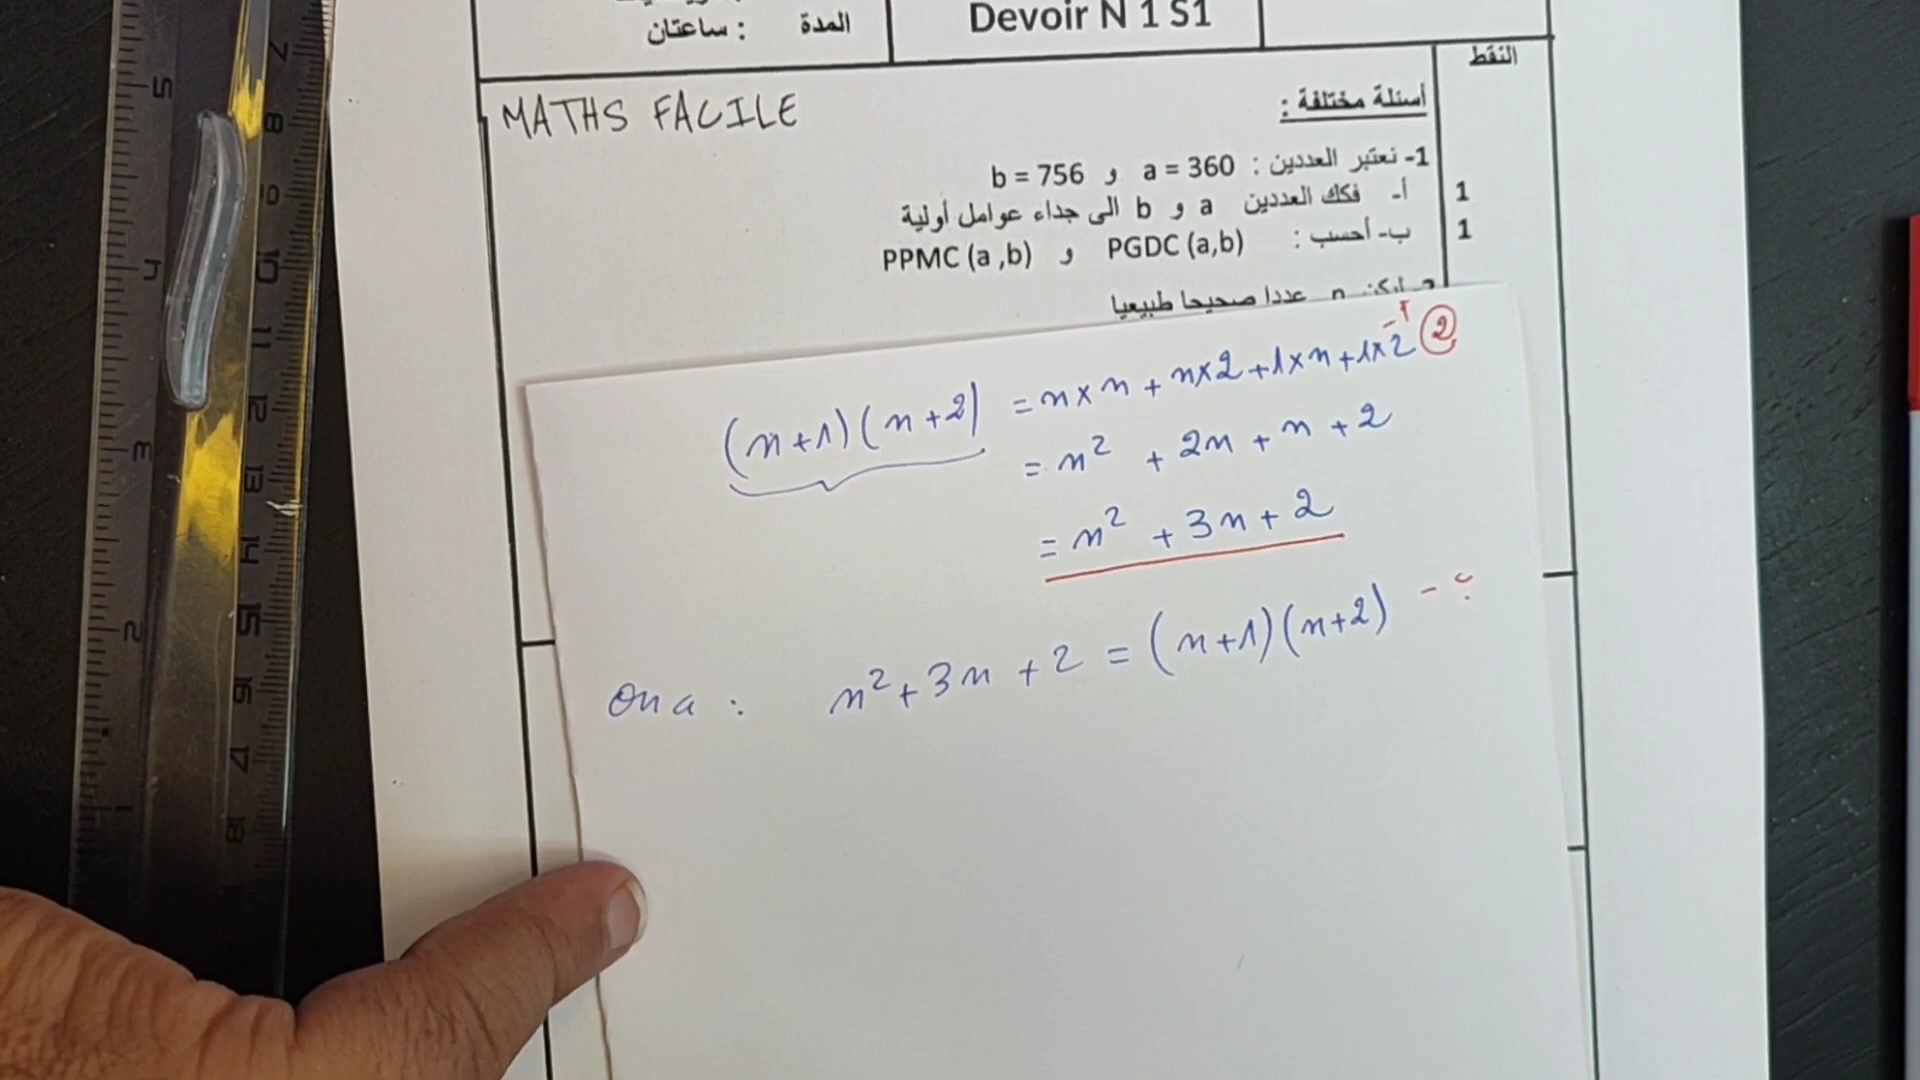 المدة : ساعتان
Devoir N 1 S1
النقط
MATHS FACILE
أسئلة مختلفة :
1- نعتبر العددين : a = 360 و b = 756
أ- فكك العددين a و b الى جداء عوامل أولية
1
ب- أحسب : PGDC (a,b) و PPMC (a ,b)
1
n عددا صحيحا طبيعيا
(n+1)(n+2) = n×n + n×2 + 1×n + 1×2
-أ ②
= n² + 2n + n + 2
= n² + 3n + 2
on a : n² + 3n + 2 = (n+1)(n+2)
-ب